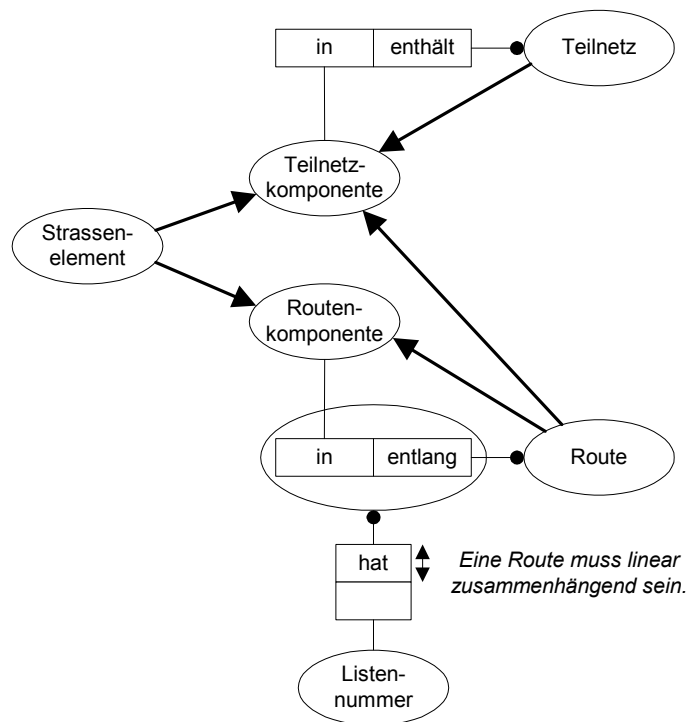 in
enthält
Teilnetz
Teilnetz-
komponente
Strassen-
element
Routen-
komponente
in
entlang
Route
hat
Eine Route muss linear
zusammenhängend sein.
Listen-
nummer